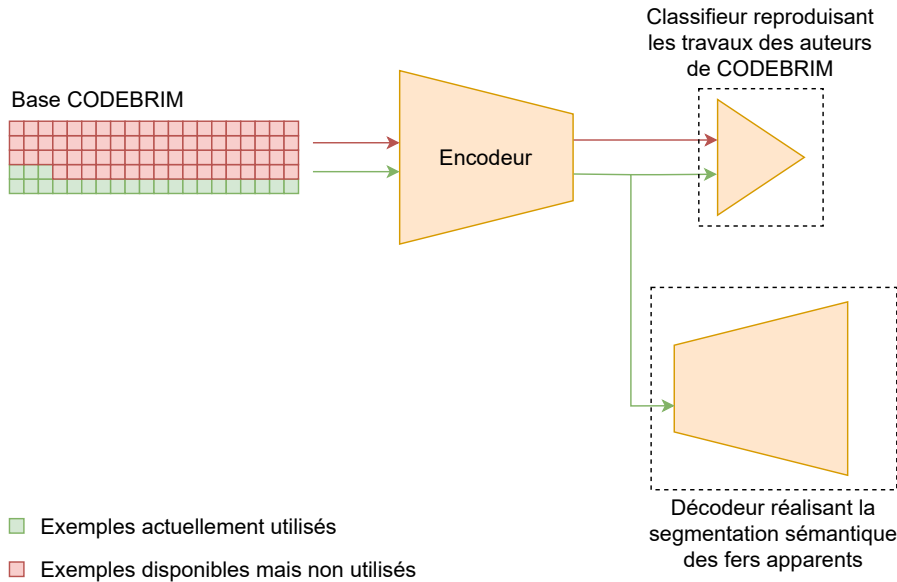 Classifieur reproduisant
les travaux des auteurs
de CODEBRIM
Base CODEBRIM
Encodeur
Décodeur réalisant la
segmentation sémantique
des fers apparents
Exemples actuellement utilisés
Exemples disponibles mais non utilisés